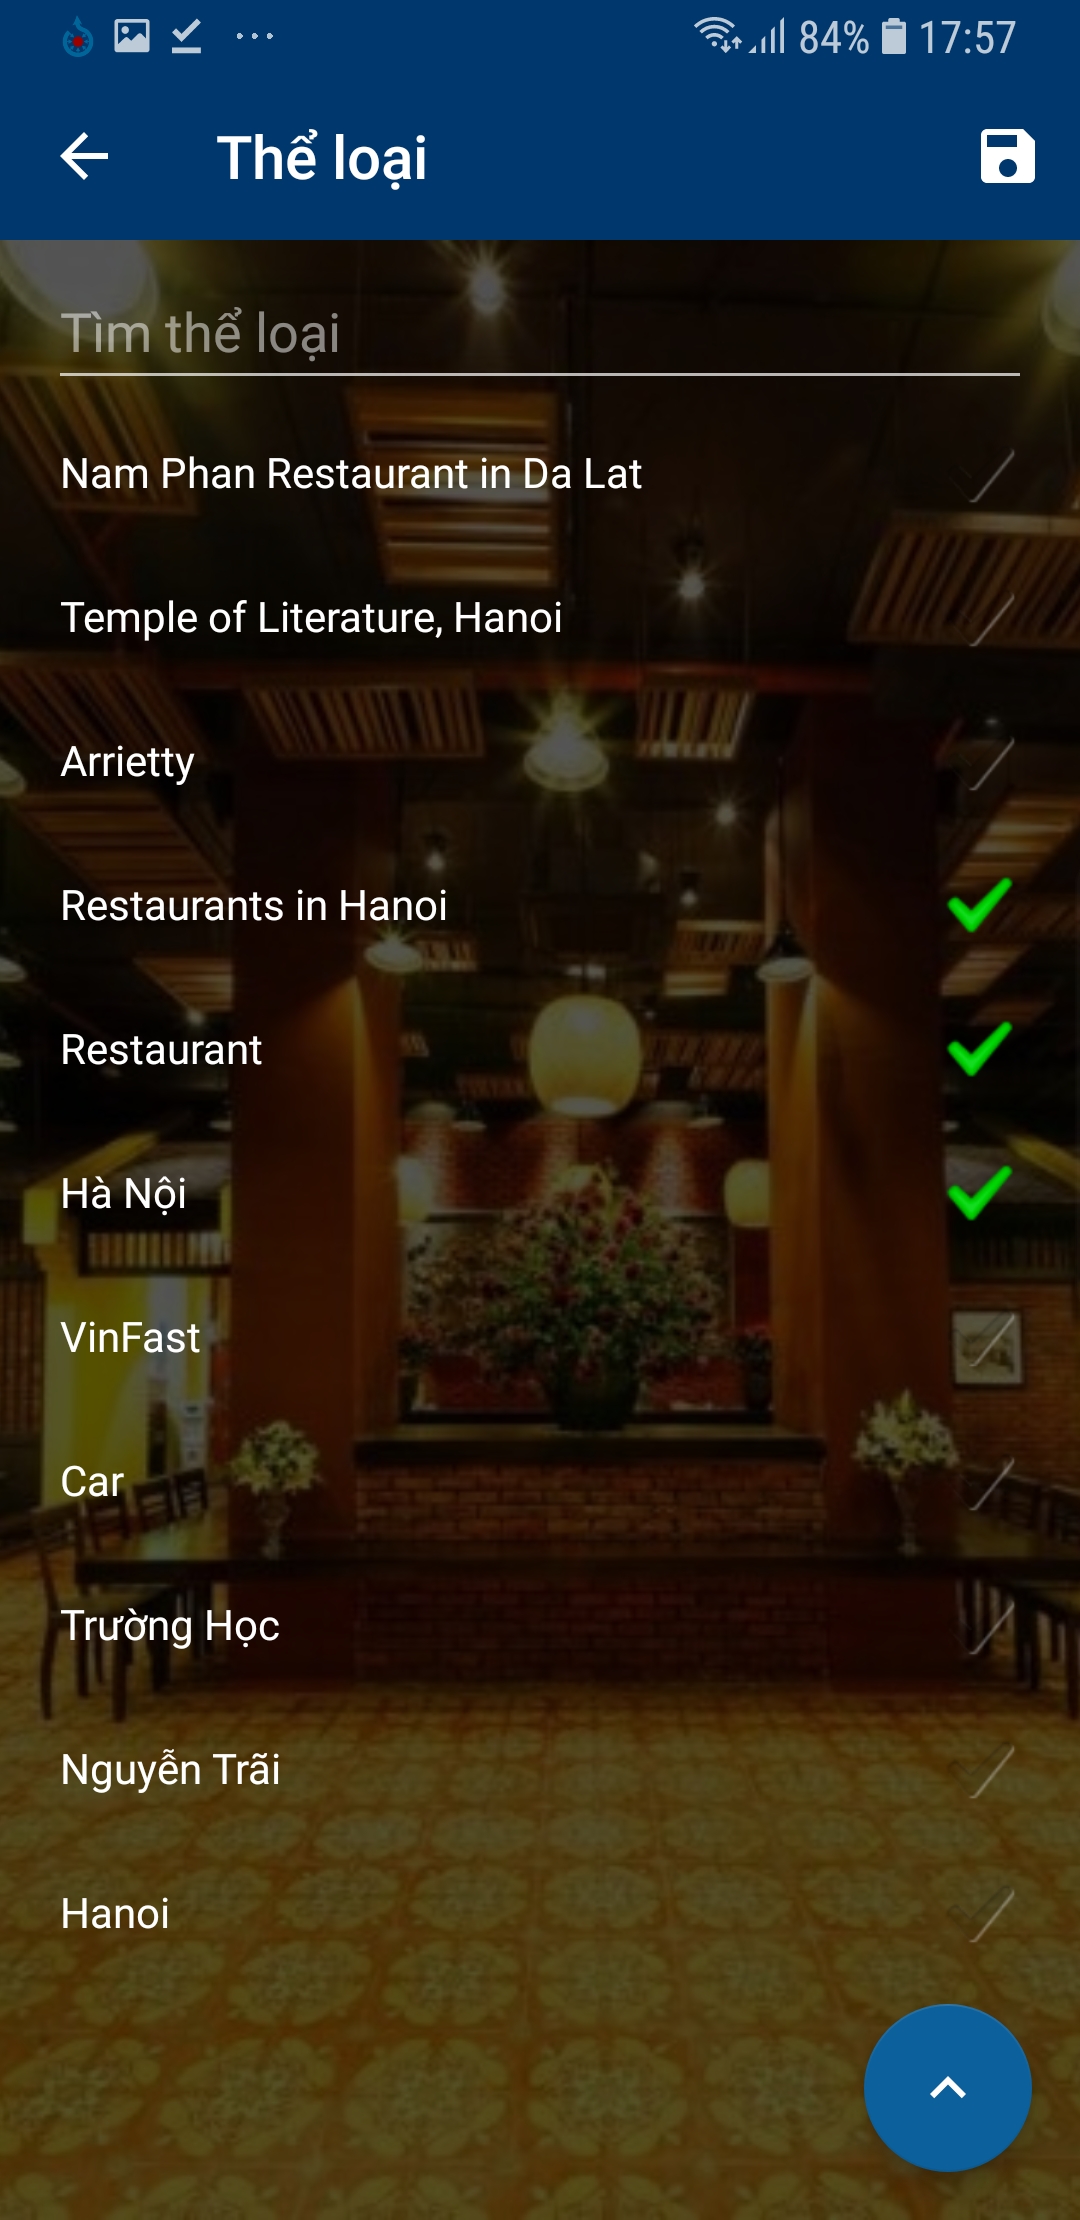 84% 17:57
Thể loại
Tìm thể loại
Nam Phan Restaurant in Da Lat
Temple of Literature, Hanoi
Arrietty
Restaurants in Hanoi
Restaurant
Hà Nội
VinFast
Car
Trường Học
Nguyễn Trãi
Hanoi